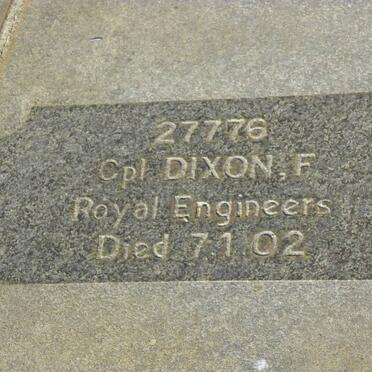 27776
Cpl DIXON, F
Royal Engineers
Died 7.1.02